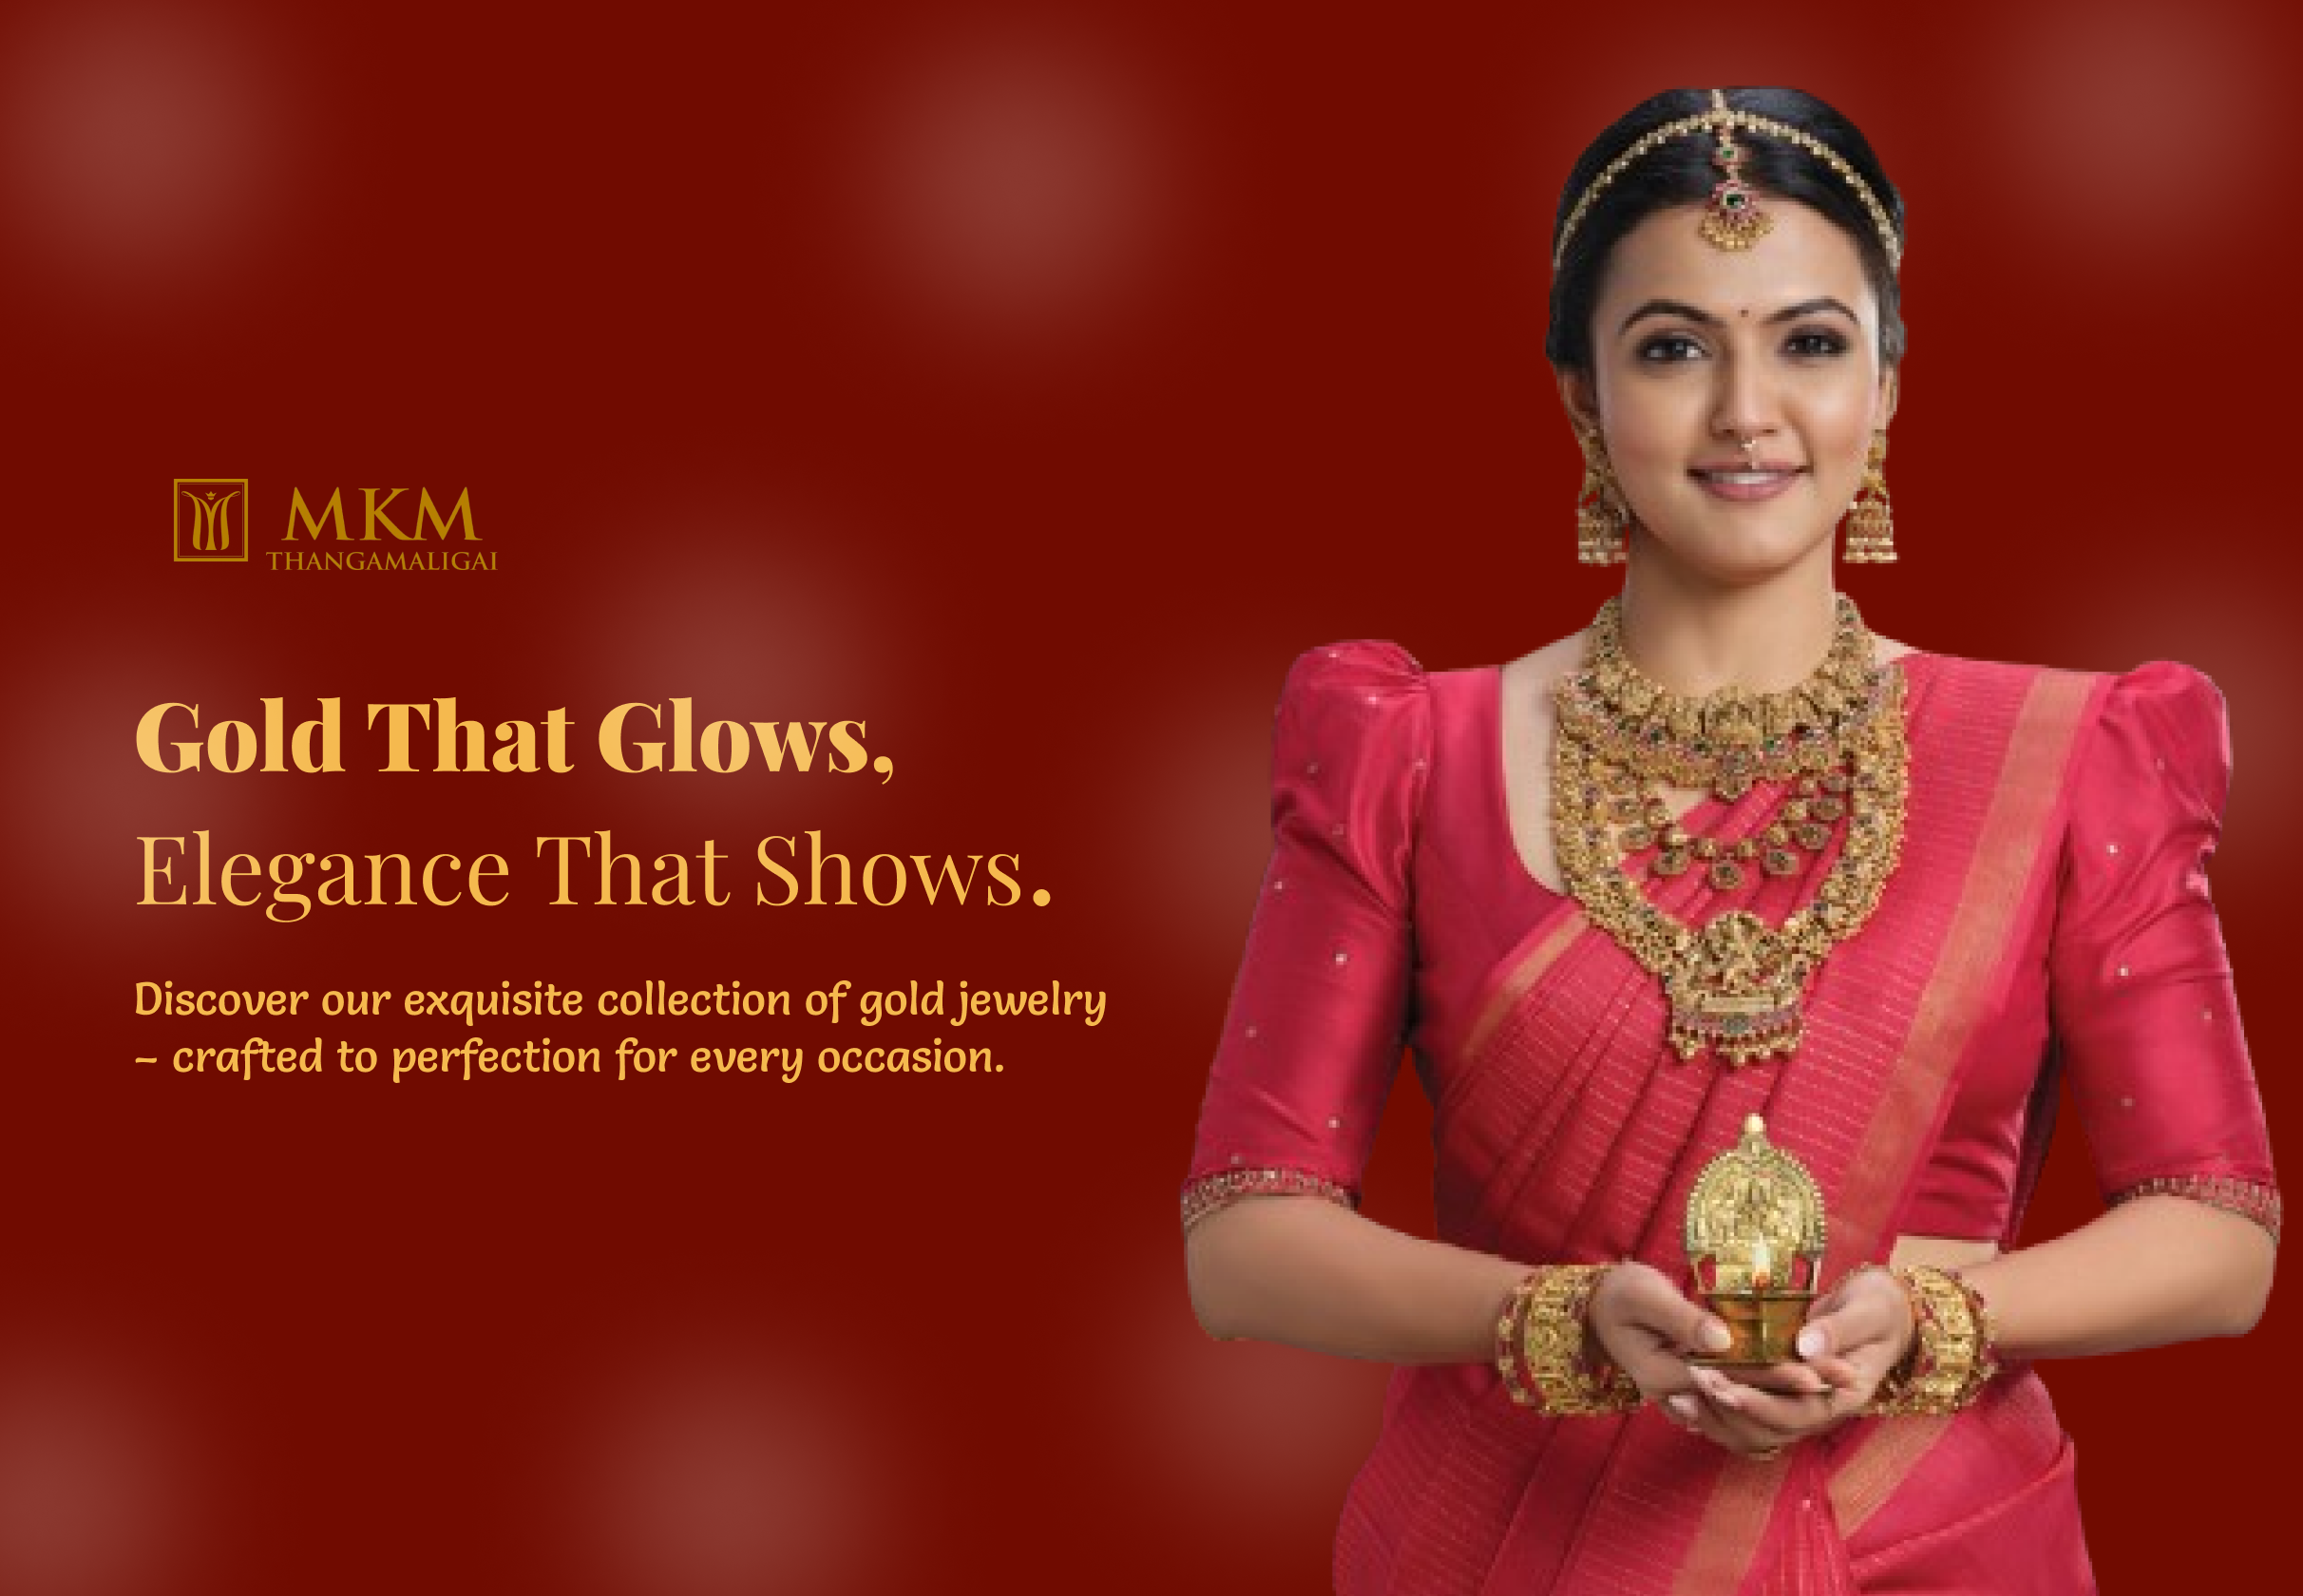 MKM
THANGAMALIGAI
Gold That Glows,
Elegance That Shows.
Discover our exquisite collection of gold jewelry
– crafted to perfection for every occasion.